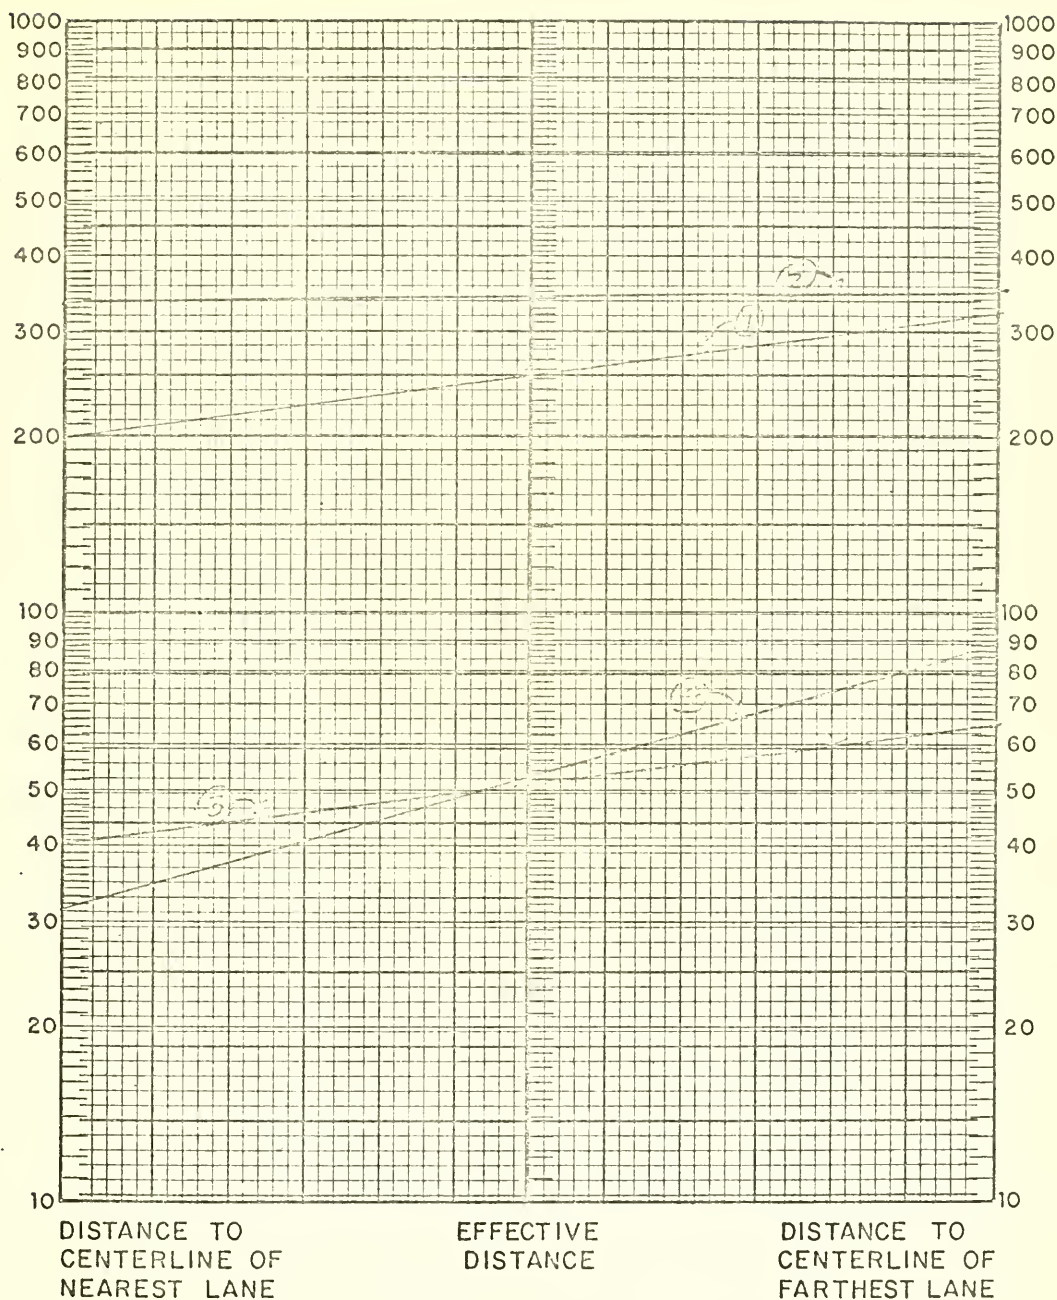 1000 1000
900 900
800 800
700 700
600 600
500 500
400 400
300 300
200 200
100 100
90 90
80 80
70 70
60 60
50 50
40 40
30 30
20 20
10 10
1
3
DISTANCE TO
CENTERLINE OF
NEAREST LANE
EFFECTIVE
DISTANCE
DISTANCE TO
CENTERLINE OF
FARTHEST LANE